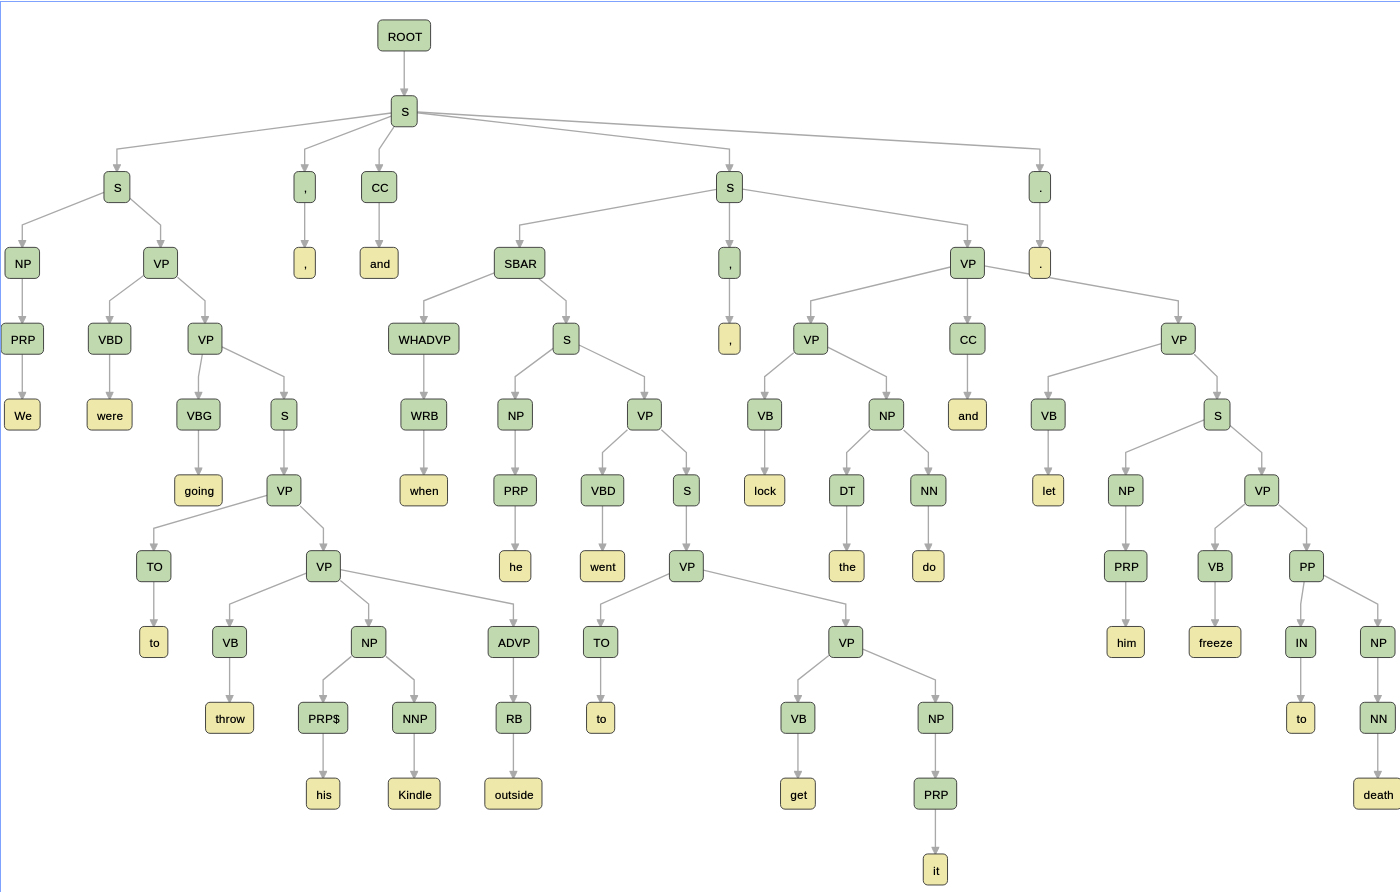 ROOT
S
S , CC S .
NP VP , and SBAR , VP .
PRP VBD VP WHADVP S , VP CC VP
We were VBG S WRB NP VP VB NP and VB S
going VP when PRP VBD S lock DT NN let NP VP
TO VP he went VP the do PRP VB PP
to VB NP ADVP TO VP him freeze IN NP
throw PRP$ NNP RB to VB NP to NN
his Kindle outside get PRP death
it